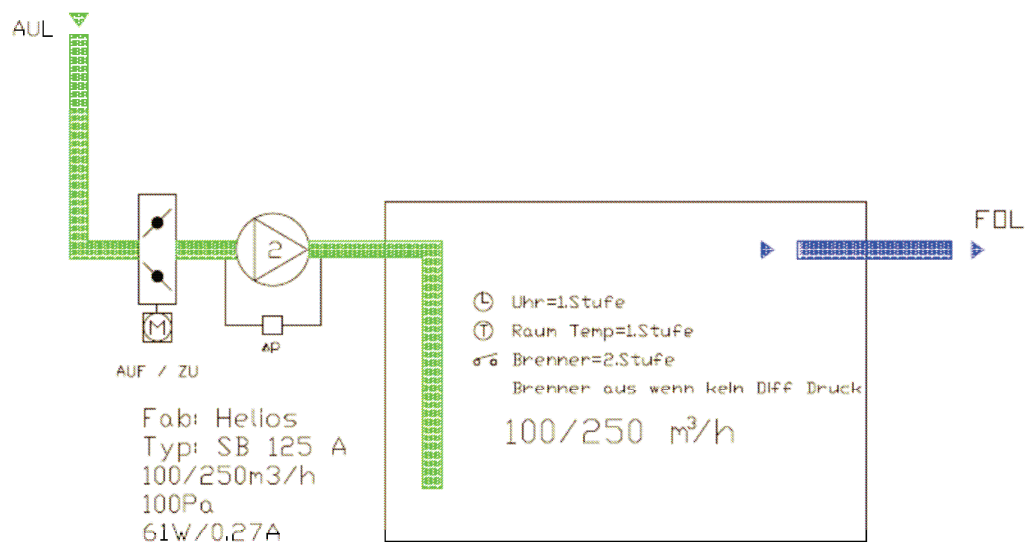 AUL
FOL
2
M
ΔP
AUF / ZU
Fab: Helios
Typ: SB 125 A
100/250m3/h
100Pa
61W/0.27A
Uhr=1.Stufe
T Raum Temp=1.Stufe
Brenner=2.Stufe
Brenner aus wenn kein Diff Druck
100/250 m³/h